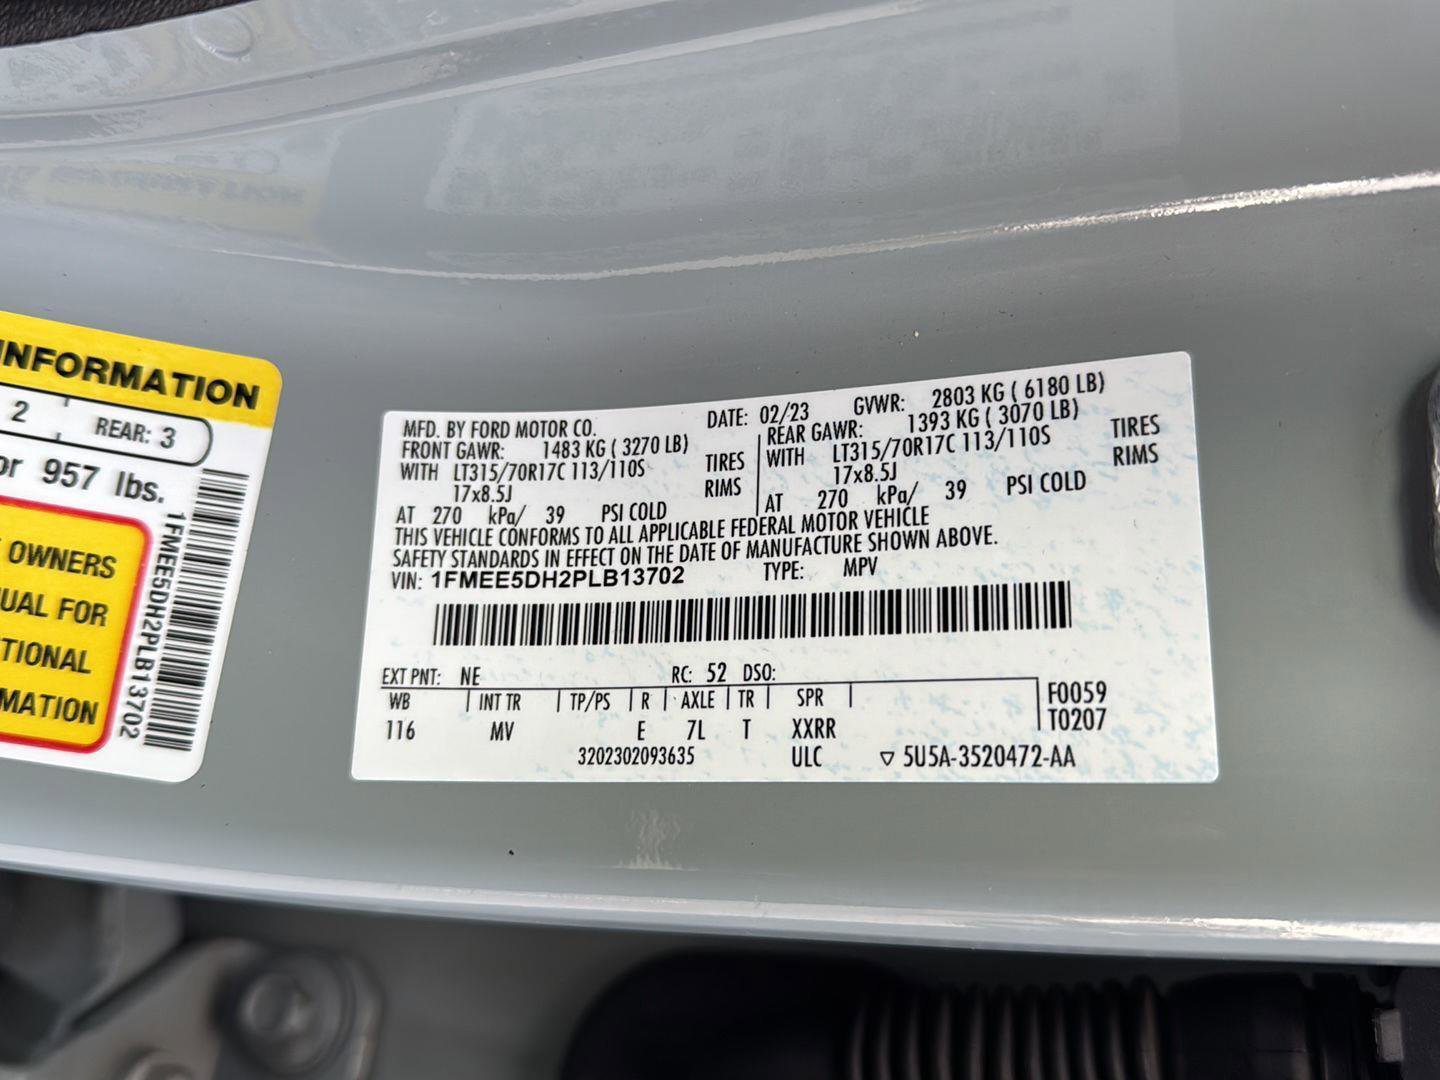 INFORMATION
2 REAR: 3
or 957 lbs.
OWNERS
UAL FOR
TIONAL
MATION
1FMEE5DH2PLB13702
MFD. BY FORD MOTOR CO. DATE: 02/23 GVWR: 2803 KG ( 6180 LB)
FRONT GAWR: 1483 KG ( 3270 LB) REAR GAWR: 1393 KG ( 3070 LB)
WITH LT315/70R17C 113/110S TIRES WITH LT315/70R17C 113/110S TIRES
17x8.5J RIMS 17x8.5J RIMS
AT 270 kPa/ 39 PSI COLD AT 270 kPa/ 39 PSI COLD
THIS VEHICLE CONFORMS TO ALL APPLICABLE FEDERAL MOTOR VEHICLE
SAFETY STANDARDS IN EFFECT ON THE DATE OF MANUFACTURE SHOWN ABOVE.
VIN: 1FMEE5DH2PLB13702 TYPE: MPV
EXT PNT: NE RC: 52 DSO:
WB INT TR TP/PS R AXLE TR SPR F0059
116 MV E 7L T XXRR T0207
3202302093635 ULC ▽ 5U5A-3520472-AA